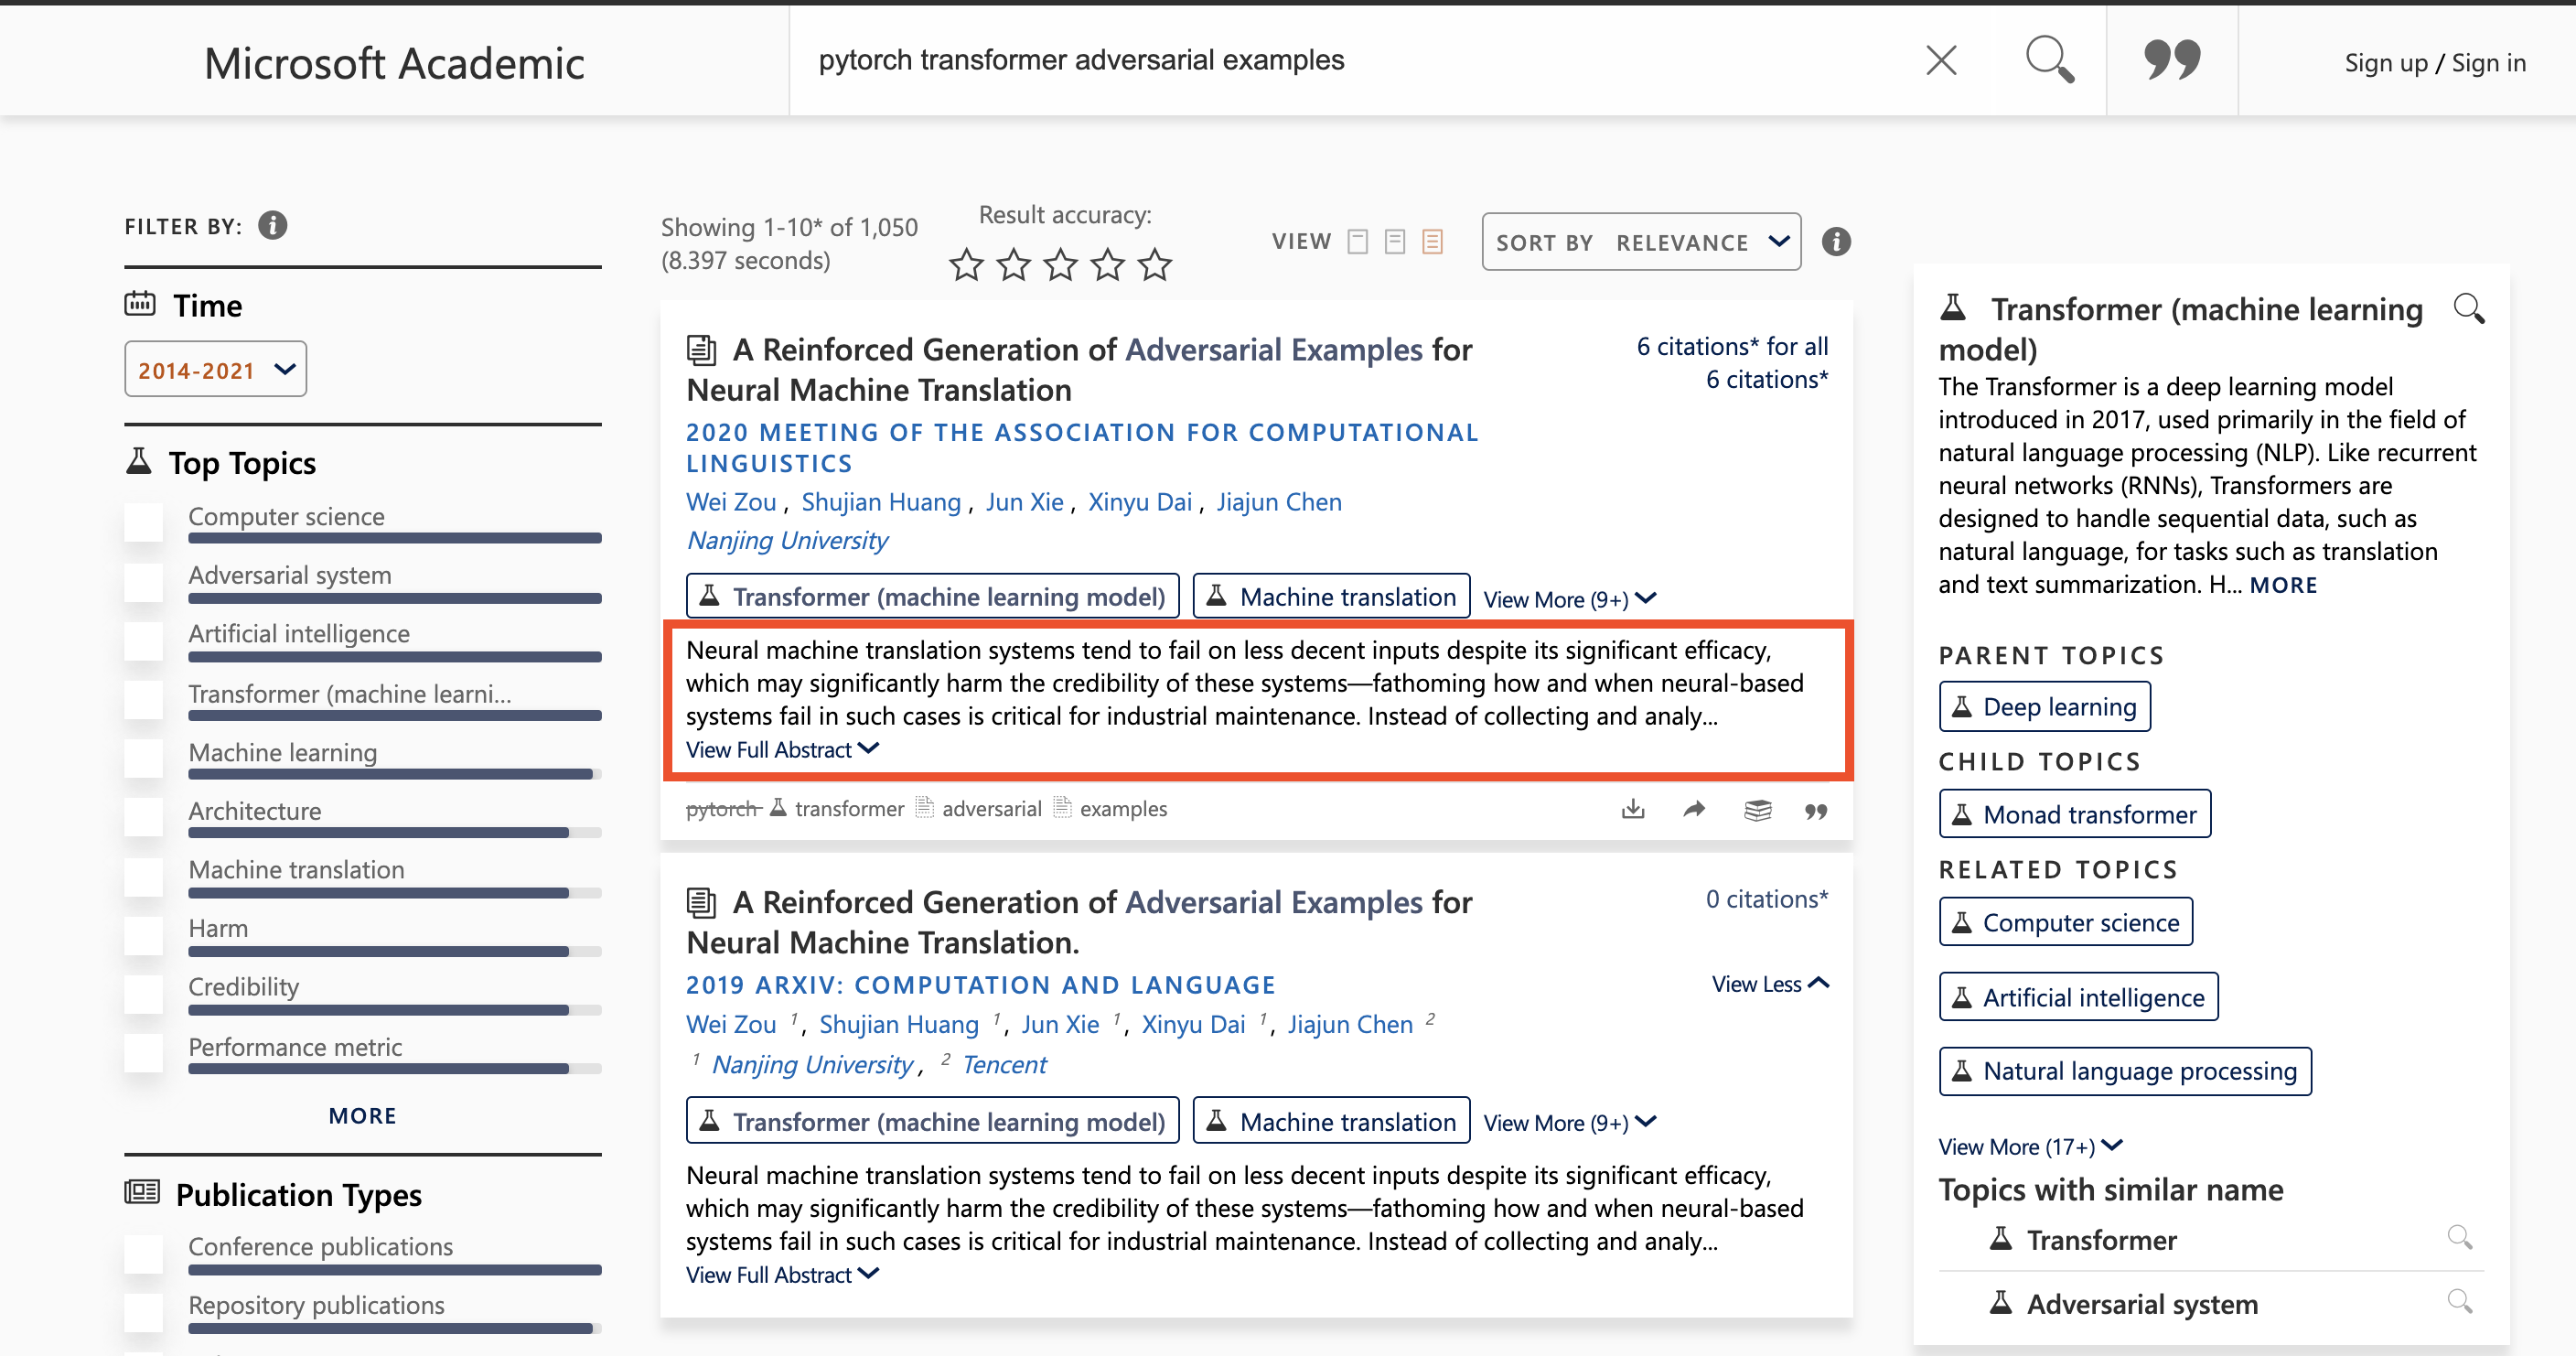 Microsoft Academic
pytorch transformer adversarial examples
Sign up / Sign in
FILTER BY:
Time
2014-2021
Top Topics
Computer science
Adversarial system
Artificial intelligence
Transformer (machine learni...
Machine learning
Architecture
Machine translation
Harm
Credibility
Performance metric
MORE
Publication Types
Conference publications
Repository publications
Showing 1-10* of 1,050
(8.397 seconds)
Result accuracy:
VIEW
SORT BY RELEVANCE
A Reinforced Generation of Adversarial Examples for
Neural Machine Translation
6 citations* for all
6 citations*
2020 MEETING OF THE ASSOCIATION FOR COMPUTATIONAL
LINGUISTICS
Wei Zou , Shujian Huang , Jun Xie , Xinyu Dai , Jiajun Chen
Nanjing University
Transformer (machine learning model) Machine translation View More (9+)
Neural machine translation systems tend to fail on less decent inputs despite its significant efficacy,
which may significantly harm the credibility of these systems—fathoming how and when neural-based
systems fail in such cases is critical for industrial maintenance. Instead of collecting and analy...
View Full Abstract
pytorch transformer adversarial examples
A Reinforced Generation of Adversarial Examples for
Neural Machine Translation.
0 citations*
2019 ARXIV: COMPUTATION AND LANGUAGE
View Less
Wei Zou 1, Shujian Huang 1, Jun Xie 1, Xinyu Dai 1, Jiajun Chen 2
1 Nanjing University, 2 Tencent
Transformer (machine learning model) Machine translation View More (9+)
Neural machine translation systems tend to fail on less decent inputs despite its significant efficacy,
which may significantly harm the credibility of these systems—fathoming how and when neural-based
systems fail in such cases is critical for industrial maintenance. Instead of collecting and analy...
View Full Abstract
Transformer (machine learning
model)
The Transformer is a deep learning model
introduced in 2017, used primarily in the field of
natural language processing (NLP). Like recurrent
neural networks (RNNs), Transformers are
designed to handle sequential data, such as
natural language, for tasks such as translation
and text summarization. H... MORE
PARENT TOPICS
Deep learning
CHILD TOPICS
Monad transformer
RELATED TOPICS
Computer science
Artificial intelligence
Natural language processing
View More (17+)
Topics with similar name
Transformer
Adversarial system